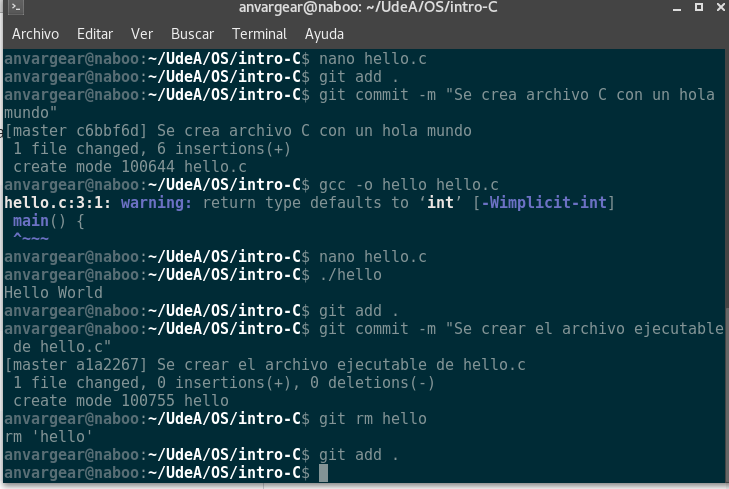 anvargear@naboo: ~/UdeA/OS/intro-C
Archivo Editar Ver Buscar Terminal Ayuda
anvargear@naboo:~/UdeA/OS/intro-C$ nano hello.c
anvargear@naboo:~/UdeA/OS/intro-C$ git add .
anvargear@naboo:~/UdeA/OS/intro-C$ git commit -m "Se crea archivo C con un hola
mundo"
[master c6bbf6d] Se crea archivo C con un hola mundo
 1 file changed, 6 insertions(+)
 create mode 100644 hello.c
anvargear@naboo:~/UdeA/OS/intro-C$ gcc -o hello hello.c
hello.c:3:1: warning: return type defaults to ‘int’ [-Wimplicit-int]
 main() {
 ^~~~
anvargear@naboo:~/UdeA/OS/intro-C$ nano hello.c
anvargear@naboo:~/UdeA/OS/intro-C$ ./hello
Hello World
anvargear@naboo:~/UdeA/OS/intro-C$ git add .
anvargear@naboo:~/UdeA/OS/intro-C$ git commit -m "Se crear el archivo ejecutable
 de hello.c"
[master a1a2267] Se crear el archivo ejecutable de hello.c
 1 file changed, 0 insertions(+), 0 deletions(-)
 create mode 100755 hello
anvargear@naboo:~/UdeA/OS/intro-C$ git rm hello
rm 'hello'
anvargear@naboo:~/UdeA/OS/intro-C$ git add .
anvargear@naboo:~/UdeA/OS/intro-C$